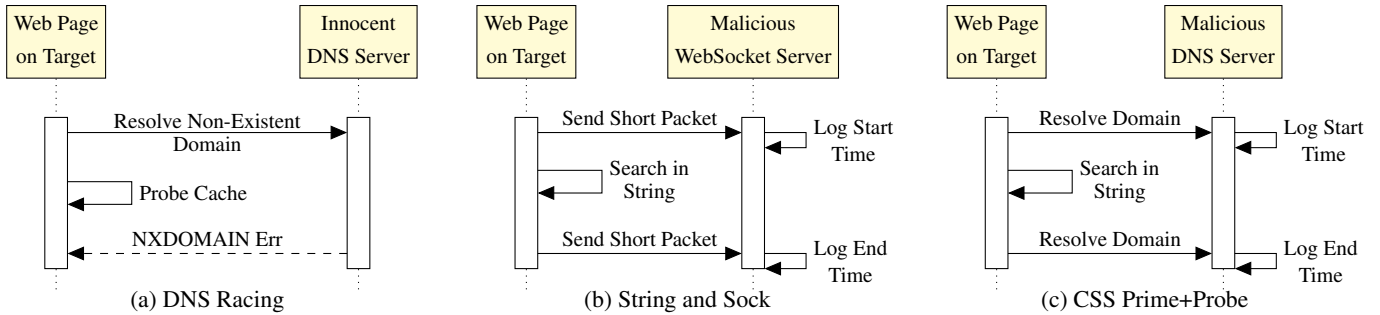 Web Page
on Target
Innocent
DNS Server
Resolve Non-Existent
Domain
Probe Cache
NXDOMAIN Err
(a) DNS Racing
Web Page
on Target
Malicious
WebSocket Server
Send Short Packet
Log Start
Time
Search in
String
Send Short Packet
Log End
Time
(b) String and Sock
Web Page
on Target
Malicious
DNS Server
Resolve Domain
Log Start
Time
Search in
String
Resolve Domain
Log End
Time
(c) CSS Prime+Probe